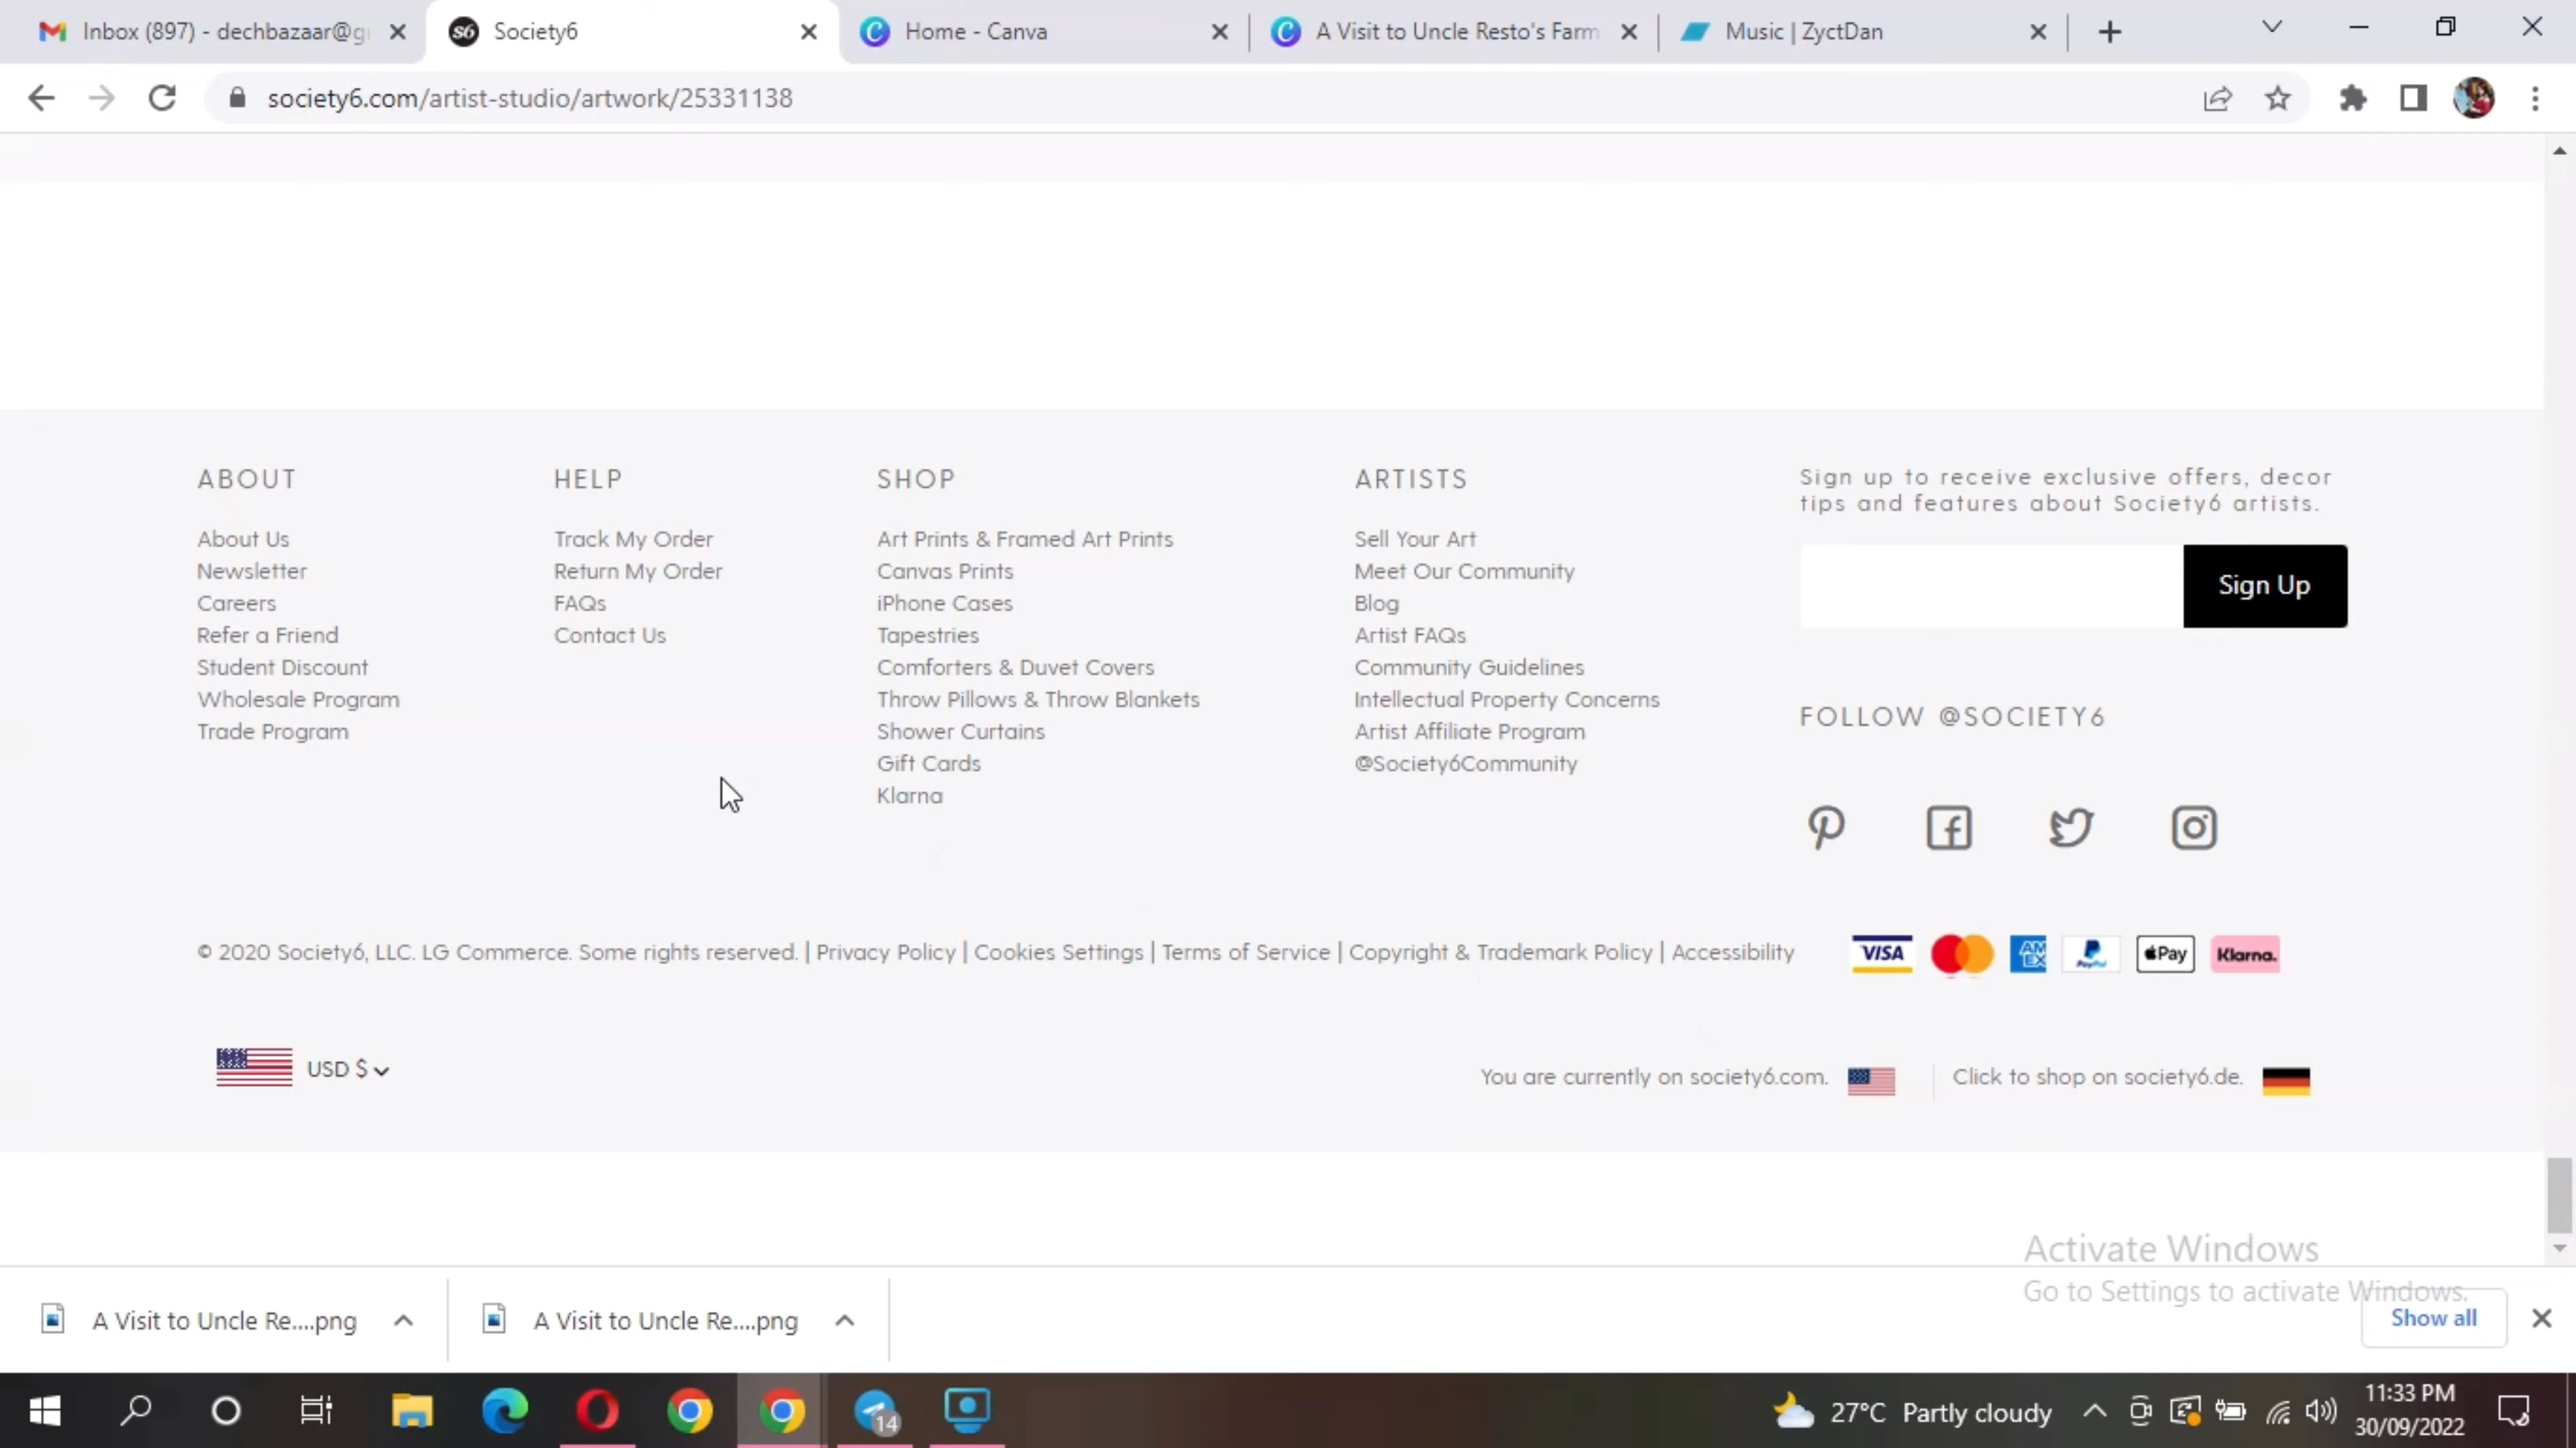 Inbox (897) - dechbazaar@g
Society6
Home - Canva
A Visit to Uncle Resto's Farm
Music | ZyctDan
society6.com/artist-studio/artwork/25331138
ABOUT
About Us
Newsletter
Careers
Refer a Friend
Student Discount
Wholesale Program
Trade Program
HELP
Track My Order
Return My Order
FAQs
Contact Us
SHOP
Art Prints & Framed Art Prints
Canvas Prints
iPhone Cases
Tapestries
Comforters & Duvet Covers
Throw Pillows & Throw Blankets
Shower Curtains
Gift Cards
Klarna
ARTISTS
Sell Your Art
Meet Our Community
Blog
Artist FAQs
Community Guidelines
Intellectual Property Concerns
Artist Affiliate Program
@Society6Community
Sign up to receive exclusive offers, decor
tips and features about Society6 artists.
Sign Up
FOLLOW @SOCIETY6
© 2020 Society6, LLC. LG Commerce. Some rights reserved. | Privacy Policy | Cookies Settings | Terms of Service | Copyright & Trademark Policy | Accessibility
VISA
AMEX
PayPal
Pay
Klarna.
USD $
You are currently on society6.com.
Click to shop on society6.de.
Activate Windows
Go to Settings to activate Windows.
A Visit to Uncle Re....png
A Visit to Uncle Re....png
Show all
14
27°C Partly cloudy
11:33 PM
30/09/2022